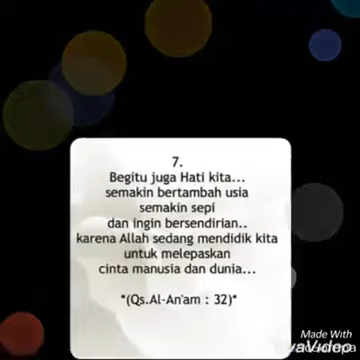 7.
Begitu juga Hati kita...
semakin bertambah usia
semakin sepi
dan ingin bersendirian..
karena Allah sedang mendidik kita
untuk melepaskan
cinta manusia dan dunia...
*(Qs.Al-An'am : 32)*
Made With